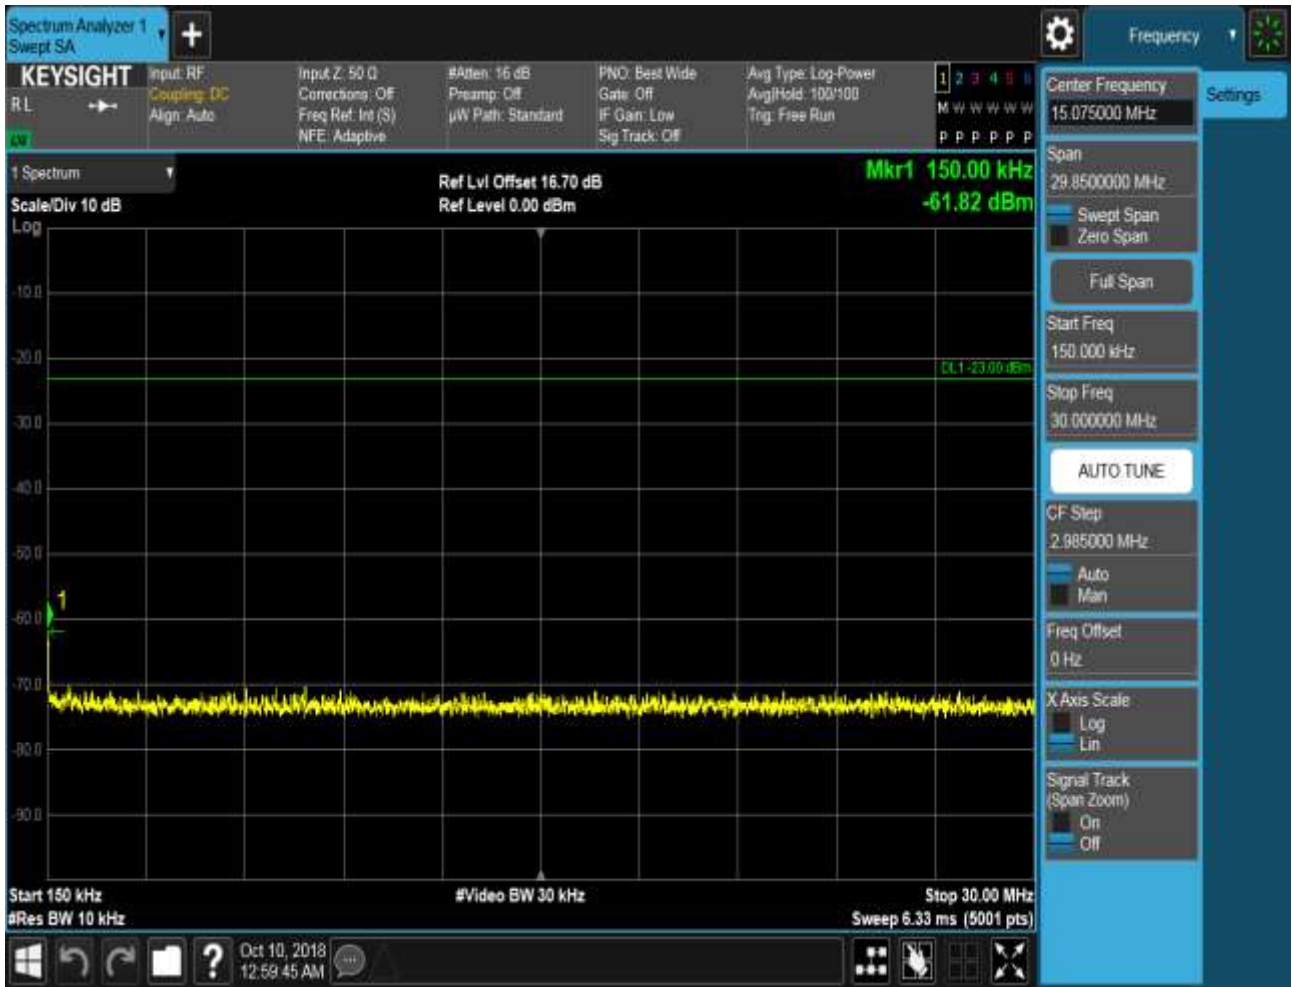 Spectrum Analyzer 1
Swept SA
Frequency
KEYSIGHT
RL
LXI
Input: RF
Coupling: DC
Align: Auto
Input Z: 50 Ω
Corrections: Off
Freq Ref: Int (S)
NFE: Adaptive
#Atten: 16 dB
Preamp: Off
µW Path: Standard
PNO: Best Wide
Gate: Off
IF Gain: Low
Sig Track: Off
Avg Type: Log-Power
Avg|Hold: 100/100
Trig: Free Run
1 2 3 4 5 6
M W W W W W
P P P P P P
1 Spectrum
Scale/Div 10 dB
Log
Ref Lvl Offset 16.70 dB
Ref Level 0.00 dBm
Mkr1 150.00 kHz
-61.82 dBm
-10.0
-20.0
DL1 -23.00 dBm
-30.0
-40.0
-50.0
1
-60.0
-70.0
-80.0
-90.0
Start 150 kHz
#Res BW 10 kHz
#Video BW 30 kHz
Stop 30.00 MHz
Sweep 6.33 ms (5001 pts)
Center Frequency
15.075000 MHz
Settings
Span
29.8500000 MHz
Swept Span
Zero Span
Full Span
Start Freq
150.000 kHz
Stop Freq
30.000000 MHz
AUTO TUNE
CF Step
2.985000 MHz
Auto
Man
Freq Offset
0 Hz
X Axis Scale
Log
Lin
Signal Track
(Span Zoom)
On
Off
?
Oct 10, 2018
12:59:45 AM